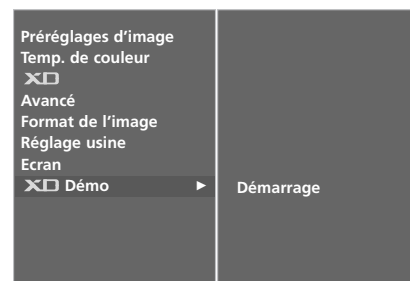 Préréglages d’image
Temp. de couleur
XD
Avancé
Format de l’image
Réglage usine
Ecran
XD Démo ► Démarrage